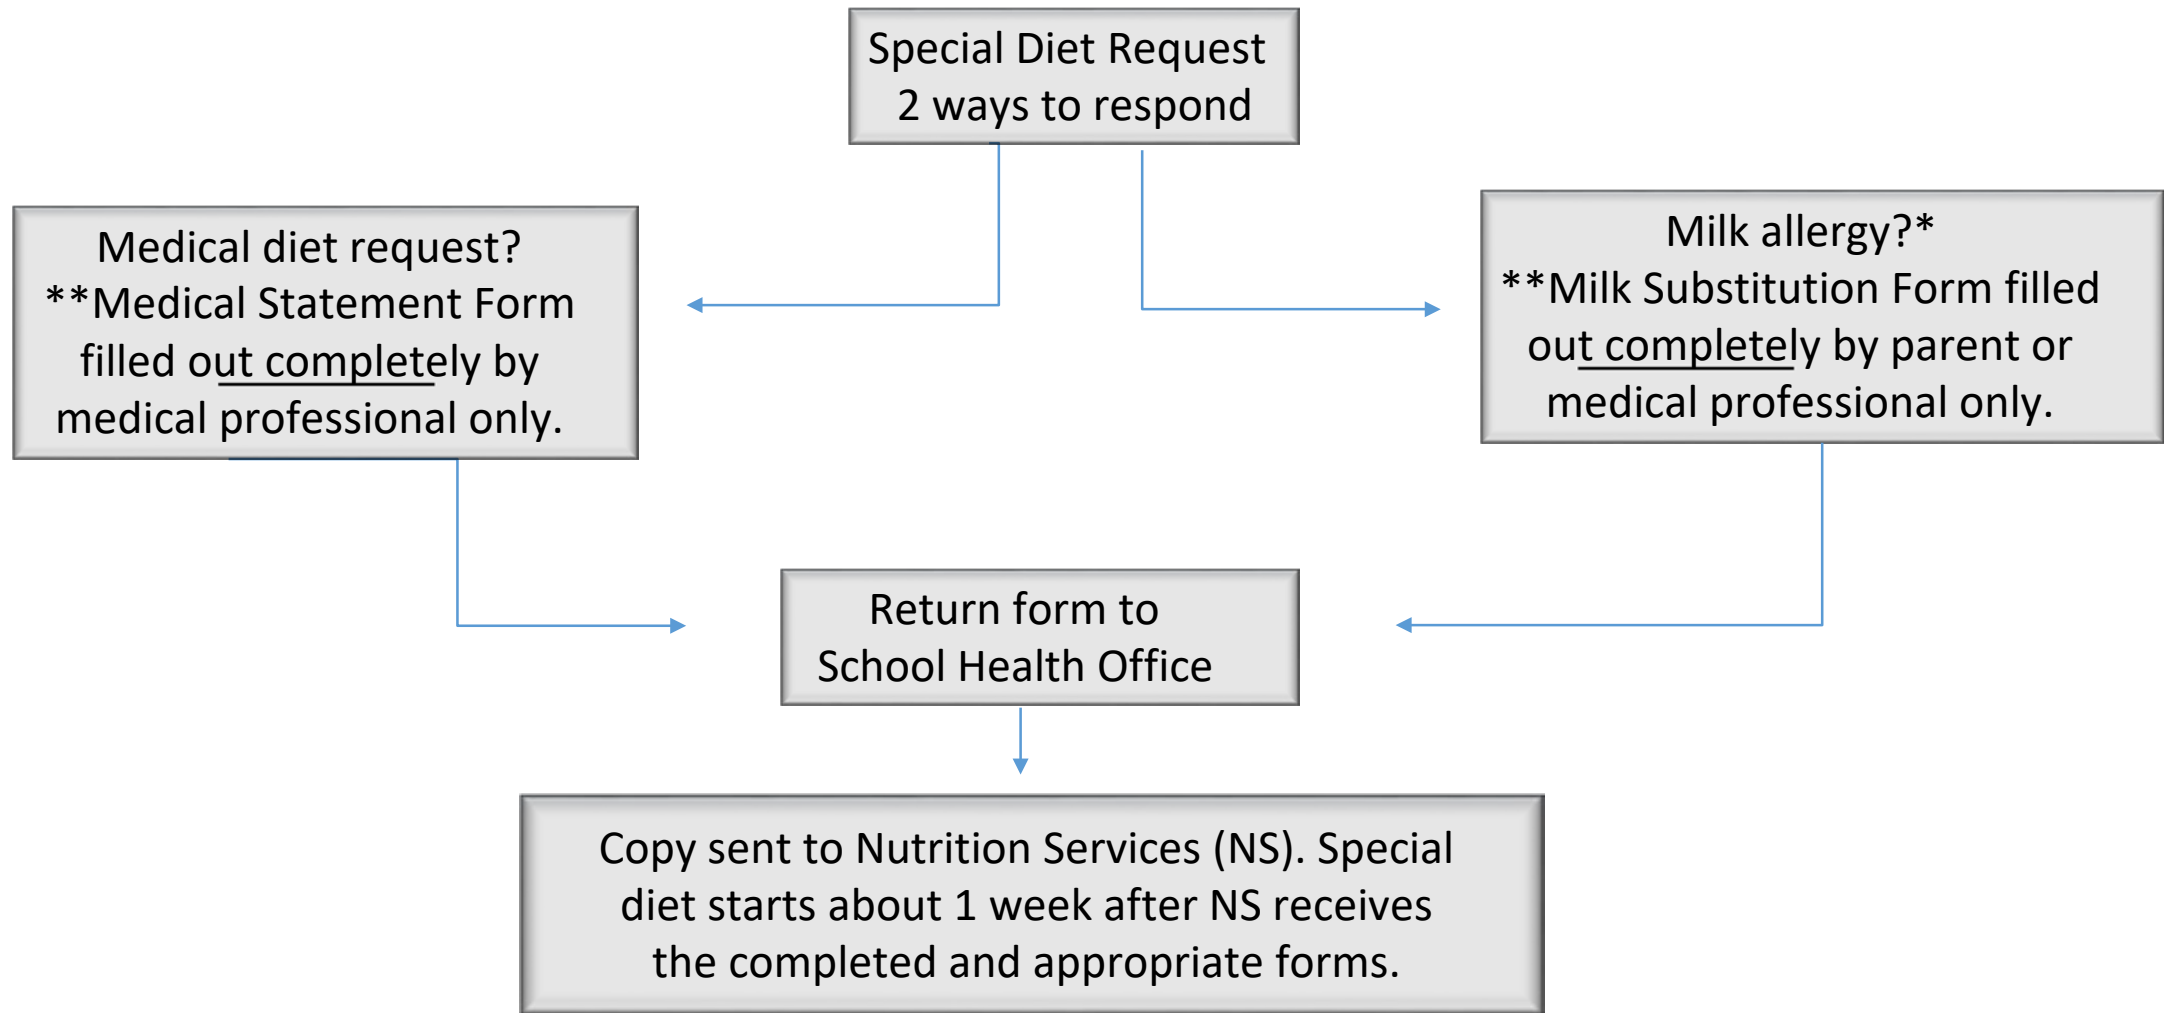 Special Diet Request
2 ways to respond
Medical diet request?
**Medical Statement Form
filled out completely by
medical professional only.
Milk allergy?*
**Milk Substitution Form filled
out completely by parent or
medical professional only.
Return form to
School Health Office
Copy sent to Nutrition Services (NS). Special
diet starts about 1 week after NS receives
the completed and appropriate forms.